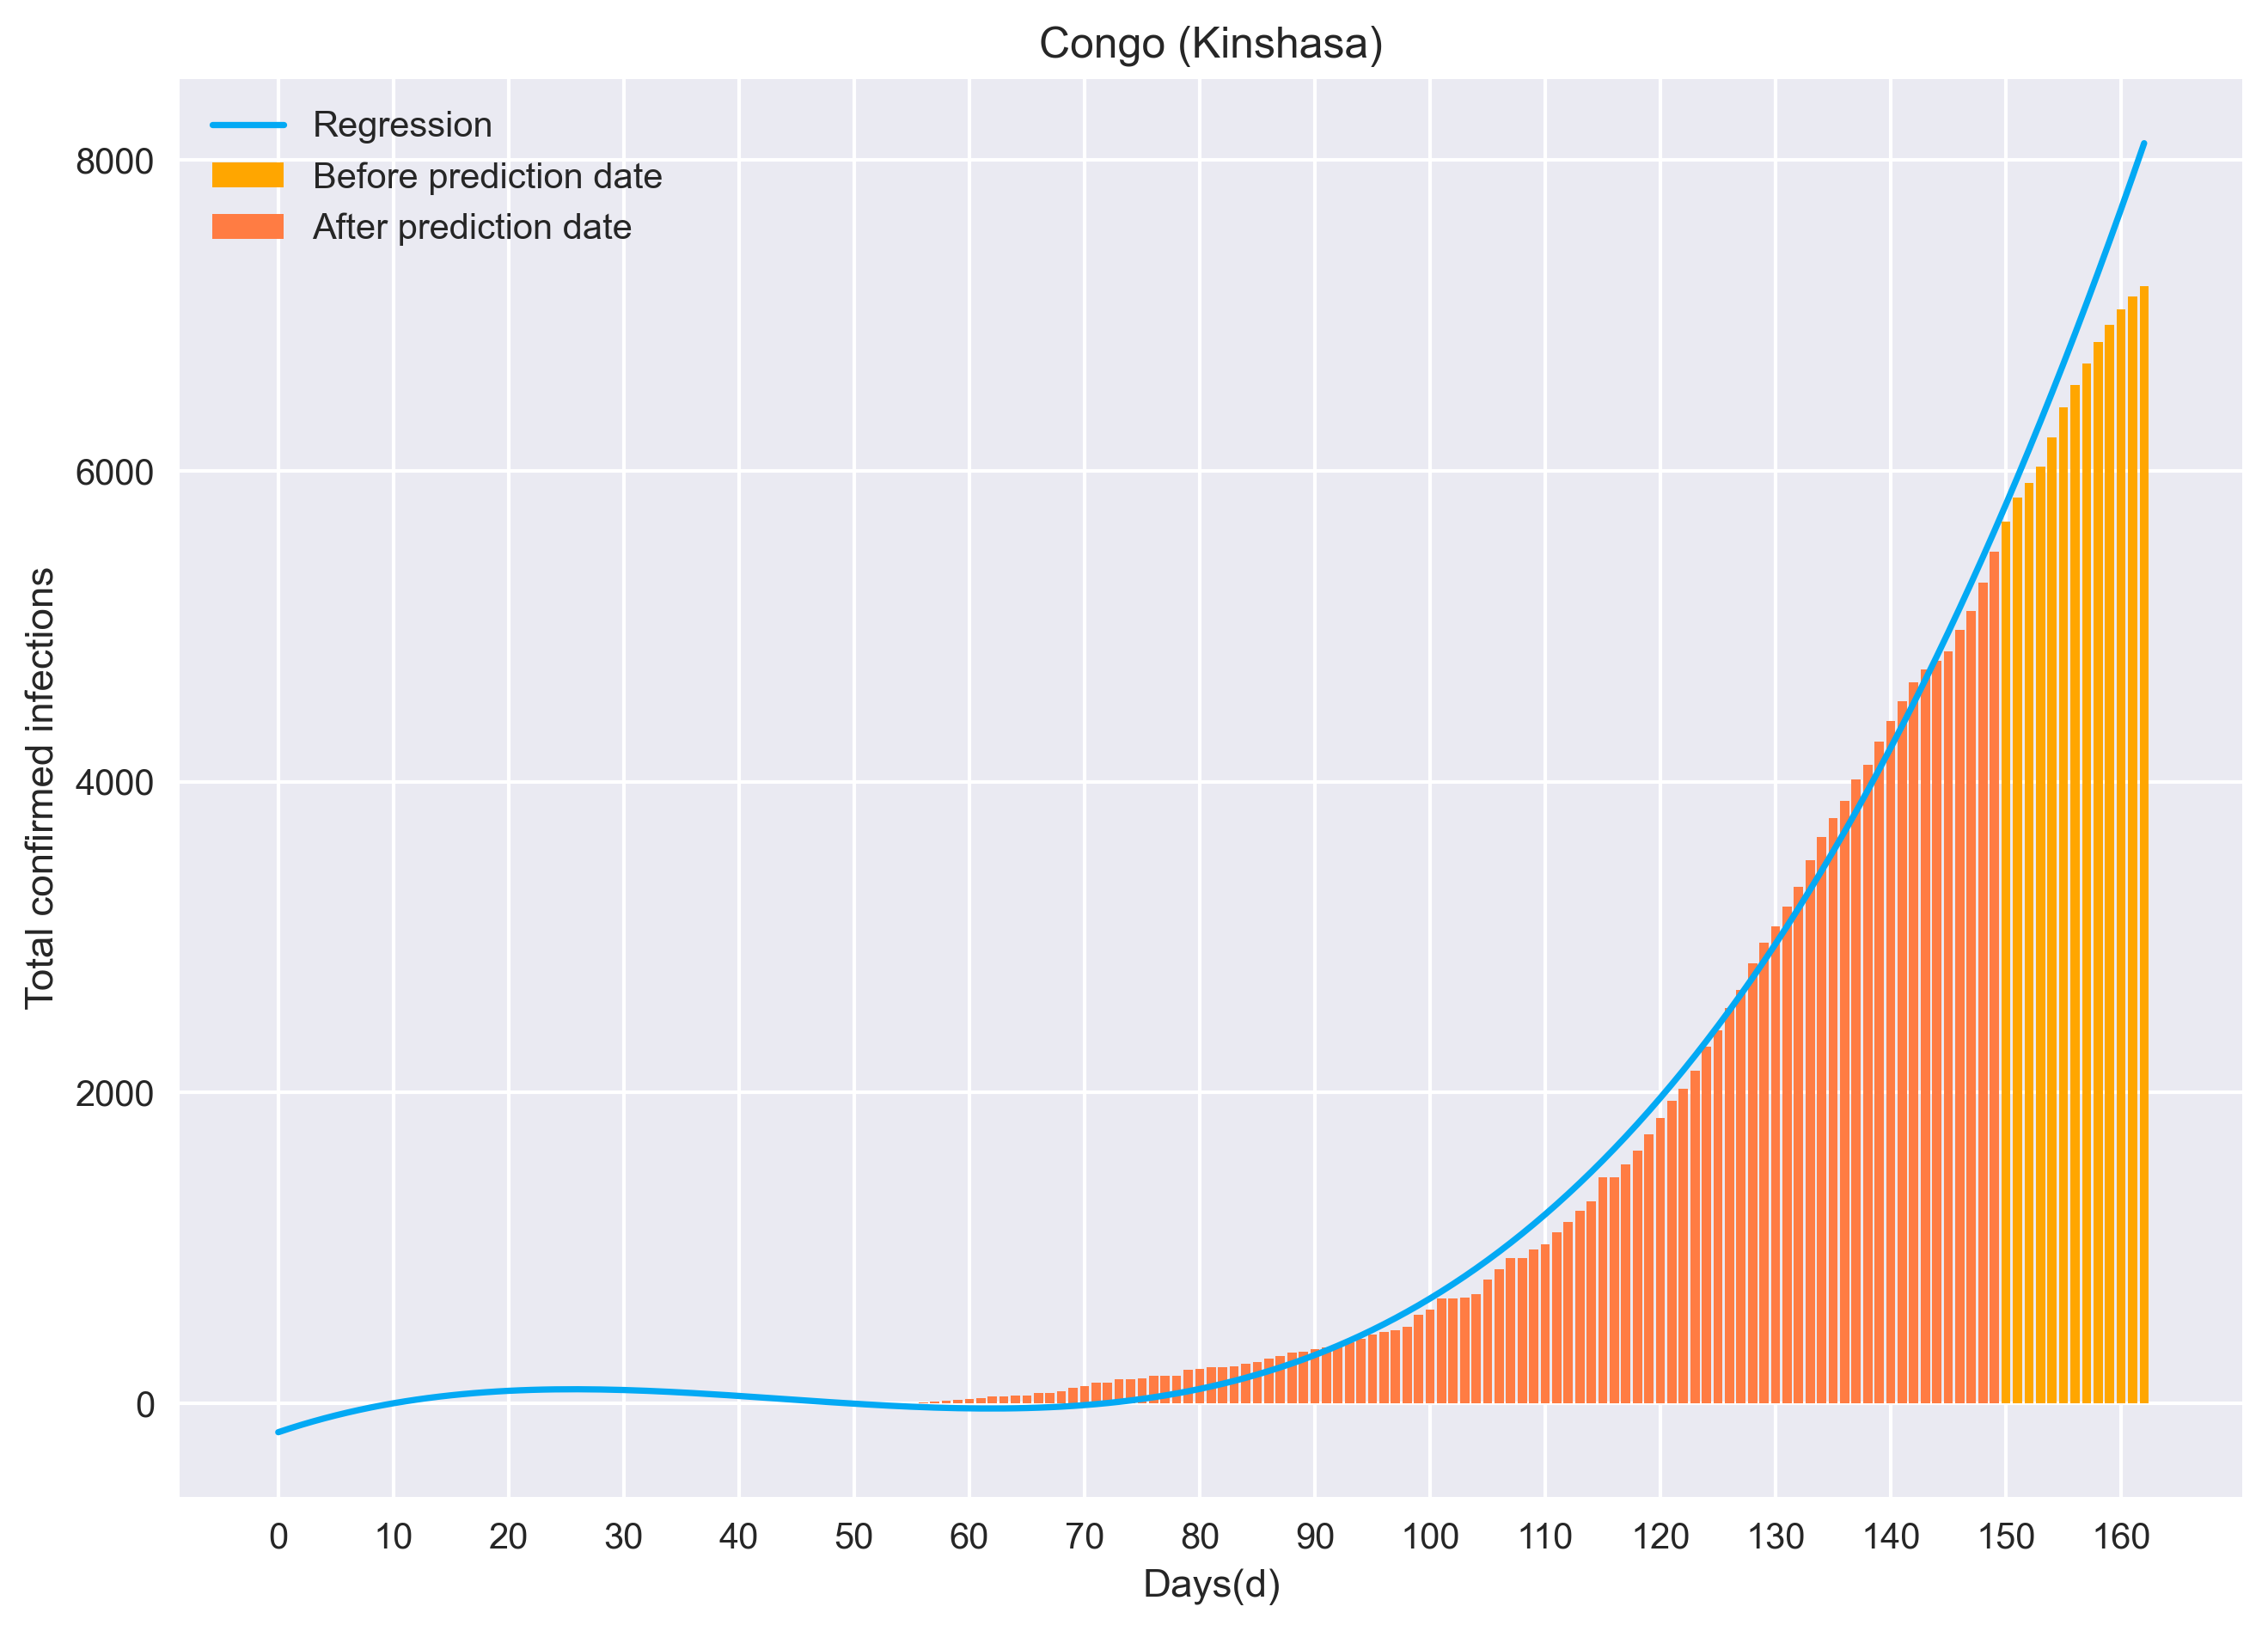 Congo (Kinshasa)
Regression
Before prediction date
After prediction date
8000
6000
4000
2000
0
Total confirmed infections
0 10 20 30 40 50 60 70 80 90 100 110 120 130 140 150 160
Days(d)